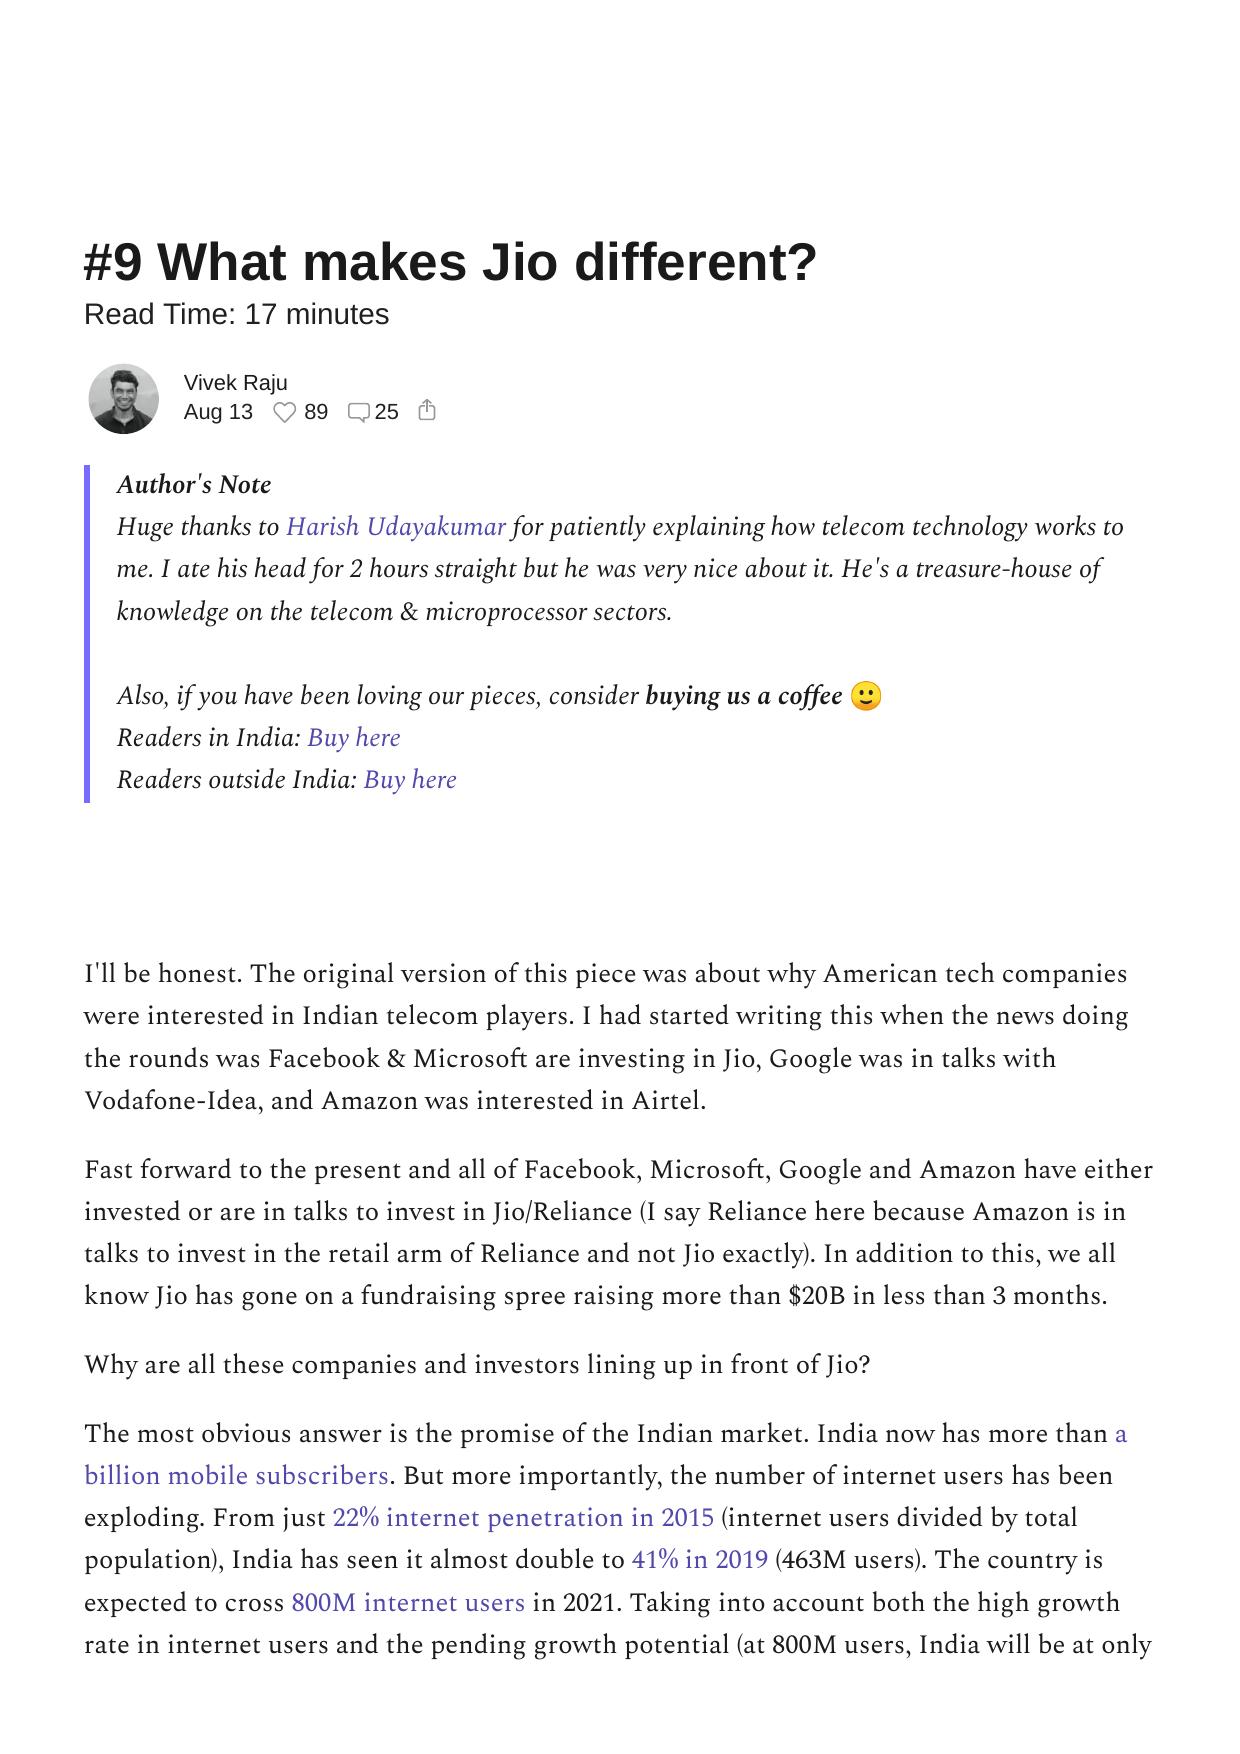 #9 What makes Jio different?
Read Time: 17 minutes
Vivek Raju
Aug 13 89 25
Author's Note
Huge thanks to Harish Udayakumar for patiently explaining how telecom technology works to
me. I ate his head for 2 hours straight but he was very nice about it. He's a treasure-house of
knowledge on the telecom & microprocessor sectors.
Also, if you have been loving our pieces, consider buying us a coffee 🙂
Readers in India: Buy here
Readers outside India: Buy here
I'll be honest. The original version of this piece was about why American tech companies
were interested in Indian telecom players. I had started writing this when the news doing
the rounds was Facebook & Microsoft are investing in Jio, Google was in talks with
Vodafone-Idea, and Amazon was interested in Airtel.
Fast forward to the present and all of Facebook, Microsoft, Google and Amazon have either
invested or are in talks to invest in Jio/Reliance (I say Reliance here because Amazon is in
talks to invest in the retail arm of Reliance and not Jio exactly). In addition to this, we all
know Jio has gone on a fundraising spree raising more than $20B in less than 3 months.
Why are all these companies and investors lining up in front of Jio?
The most obvious answer is the promise of the Indian market. India now has more than a
billion mobile subscribers. But more importantly, the number of internet users has been
exploding. From just 22% internet penetration in 2015 (internet users divided by total
population), India has seen it almost double to 41% in 2019 (463M users). The country is
expected to cross 800M internet users in 2021. Taking into account both the high growth
rate in internet users and the pending growth potential (at 800M users, India will be at only